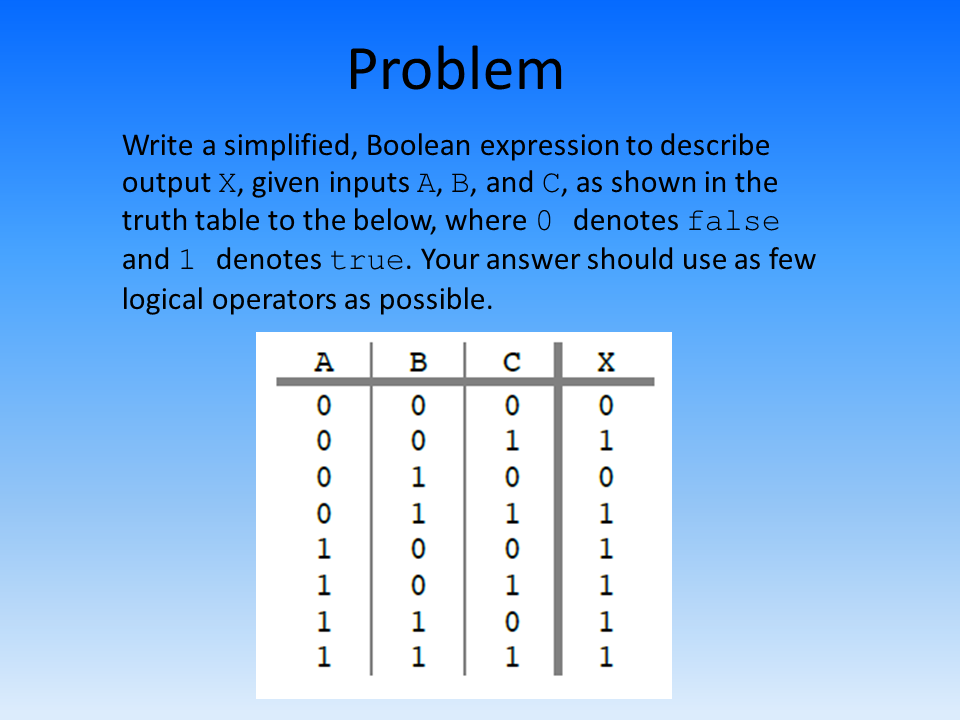 Problem
Write a simplified, Boolean expression to describe
output X, given inputs A, B, and C, as shown in the
truth table to the below, where 0 denotes false
and 1 denotes true. Your answer should use as few
logical operators as possible.
A B C X
0 0 0 0
0 0 1 1
0 1 0 0
0 1 1 1
1 0 0 1
1 0 1 1
1 1 0 1
1 1 1 1